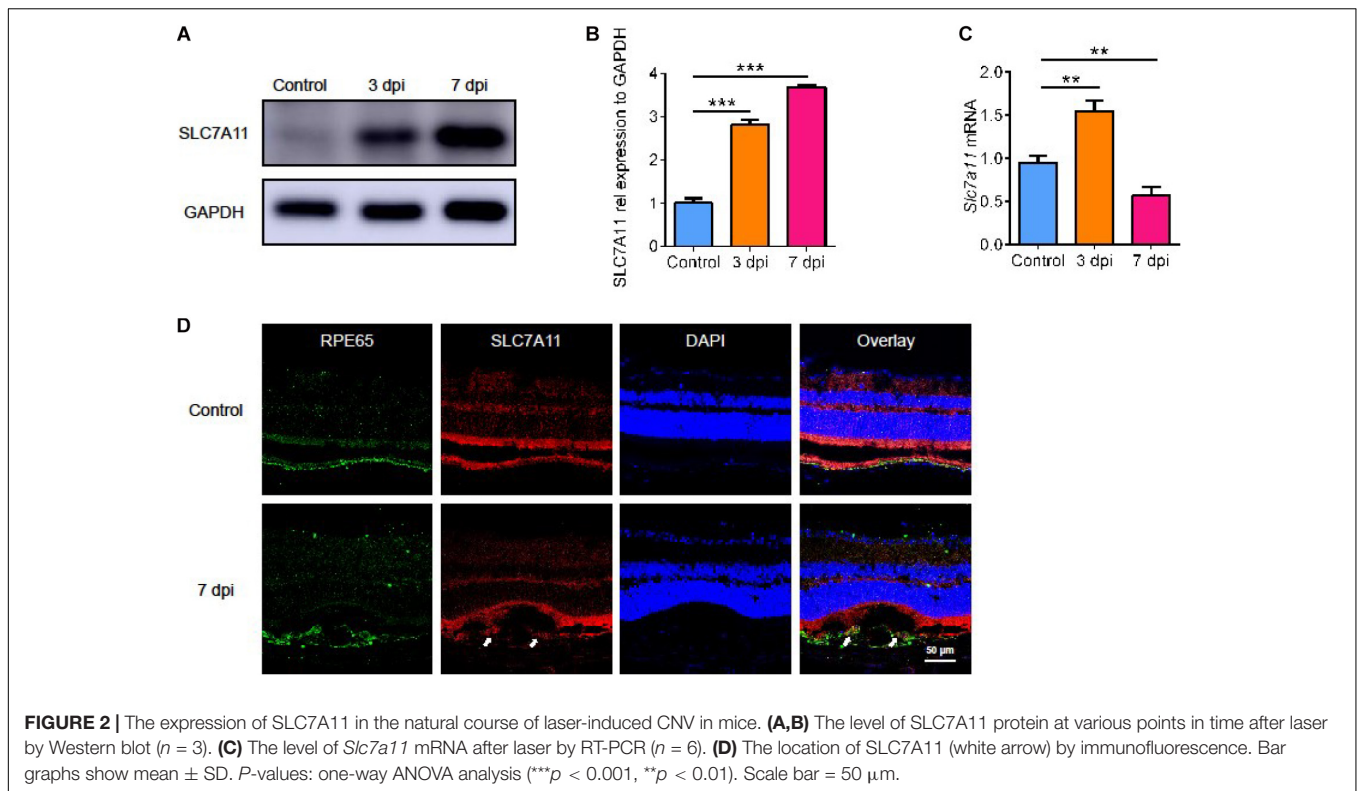 A
Control 3 dpi 7 dpi
SLC7A11
GAPDH
B
SLC7A11 rel expression to GAPDH
4
3
2
1
0
***
***
Control 3 dpi 7 dpi
C
Slc7a11 mRNA
2.0
1.5
1.0
0.5
0.0
**
**
Control 3 dpi 7 dpi
D
RPE65 SLC7A11 DAPI Overlay
Control
7 dpi
50 μm
FIGURE 2 | The expression of SLC7A11 in the natural course of laser-induced CNV in mice. (A,B) The level of SLC7A11 protein at various points in time after laser
by Western blot (n = 3). (C) The level of Slc7a11 mRNA after laser by RT-PCR (n = 6). (D) The location of SLC7A11 (white arrow) by immunofluorescence. Bar
graphs show mean ± SD. P-values: one-way ANOVA analysis (***p < 0.001, **p < 0.01). Scale bar = 50 μm.